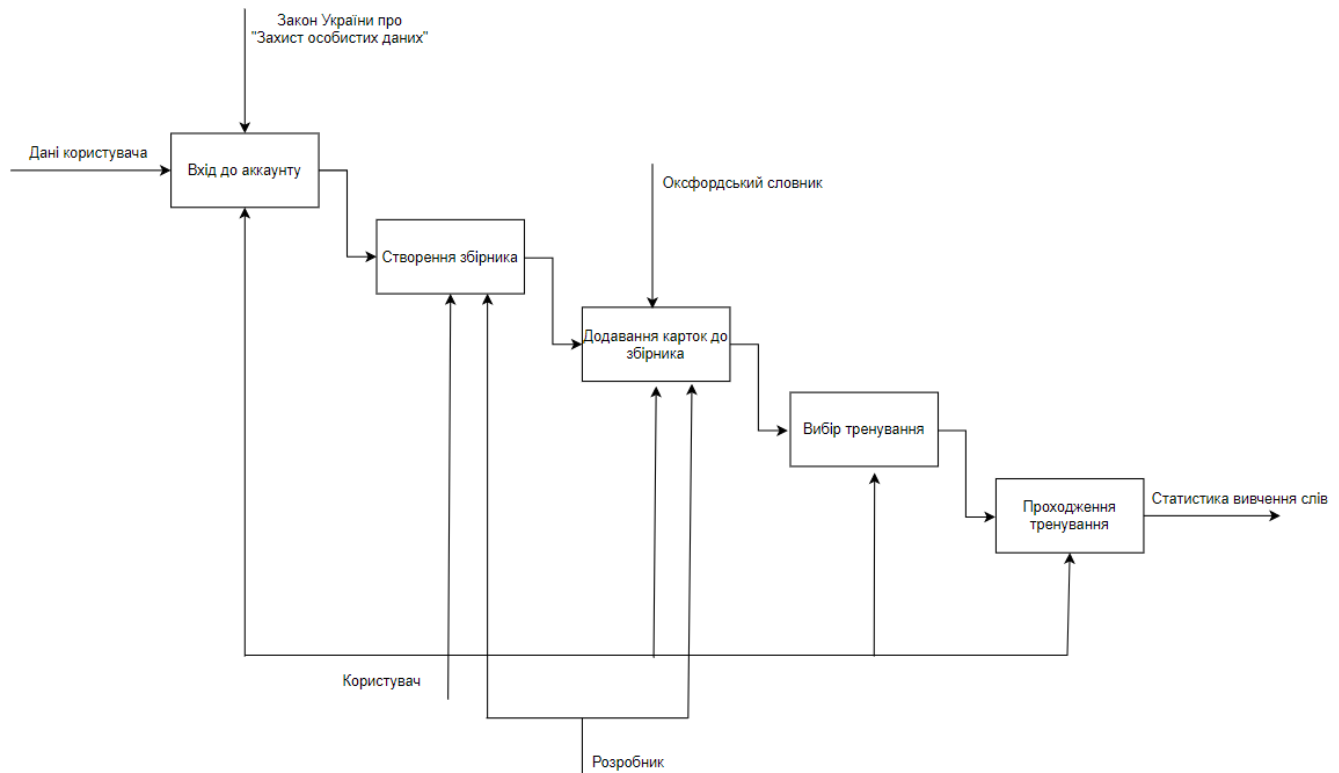 Закон України про
"Захист особистих даних"
Дані користувача
Вхід до аккаунту
Оксфордський словник
Створення збірника
Додавання карток до
збірника
Вибір тренування
Проходження
тренування
Статистика вивчення слів
Користувач
Розробник